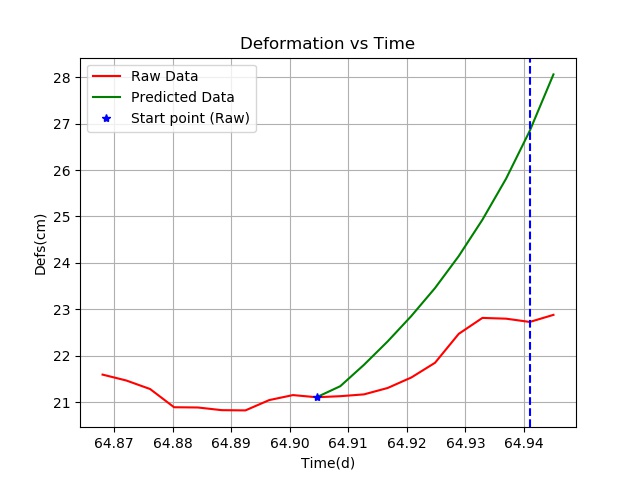 Deformation vs Time
Raw Data
Predicted Data
Start point (Raw)
28
27
26
25
24
23
22
21
Defs(cm)
64.87 64.88 64.89 64.90 64.91 64.92 64.93 64.94
Time(d)